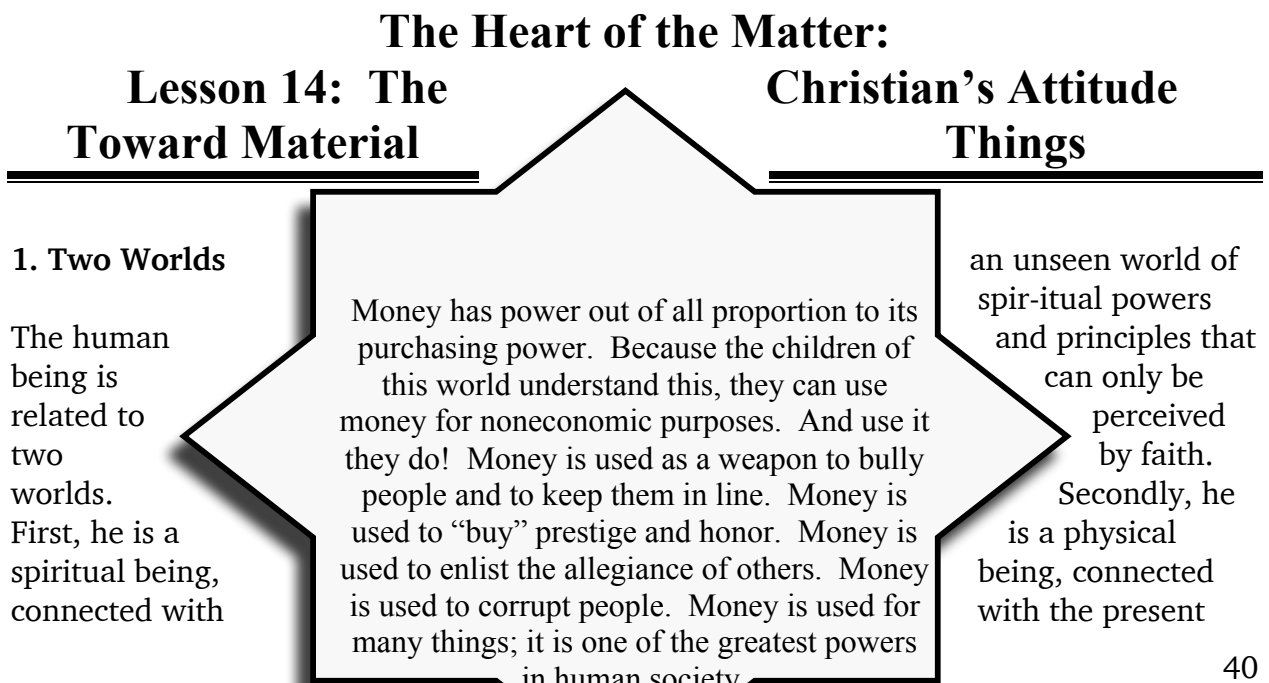 The Heart of the Matter:
Lesson 14: The Christian’s Attitude
Toward Material Things
1. Two Worlds
The human
being is
related to
two
worlds.
First, he is a
spiritual being,
connected with
Money has power out of all proportion to its
purchasing power. Because the children of
this world understand this, they can use
money for noneconomic purposes. And use it
they do! Money is used as a weapon to bully
people and to keep them in line. Money is
used to “buy” prestige and honor. Money is
used to enlist the allegiance of others. Money
is used to corrupt people. Money is used for
many things; it is one of the greatest powers
in human society
an unseen world of
spir-itual powers
and principles that
can only be
perceived
by faith.
Secondly, he
is a physical
being, connected
with the present
40